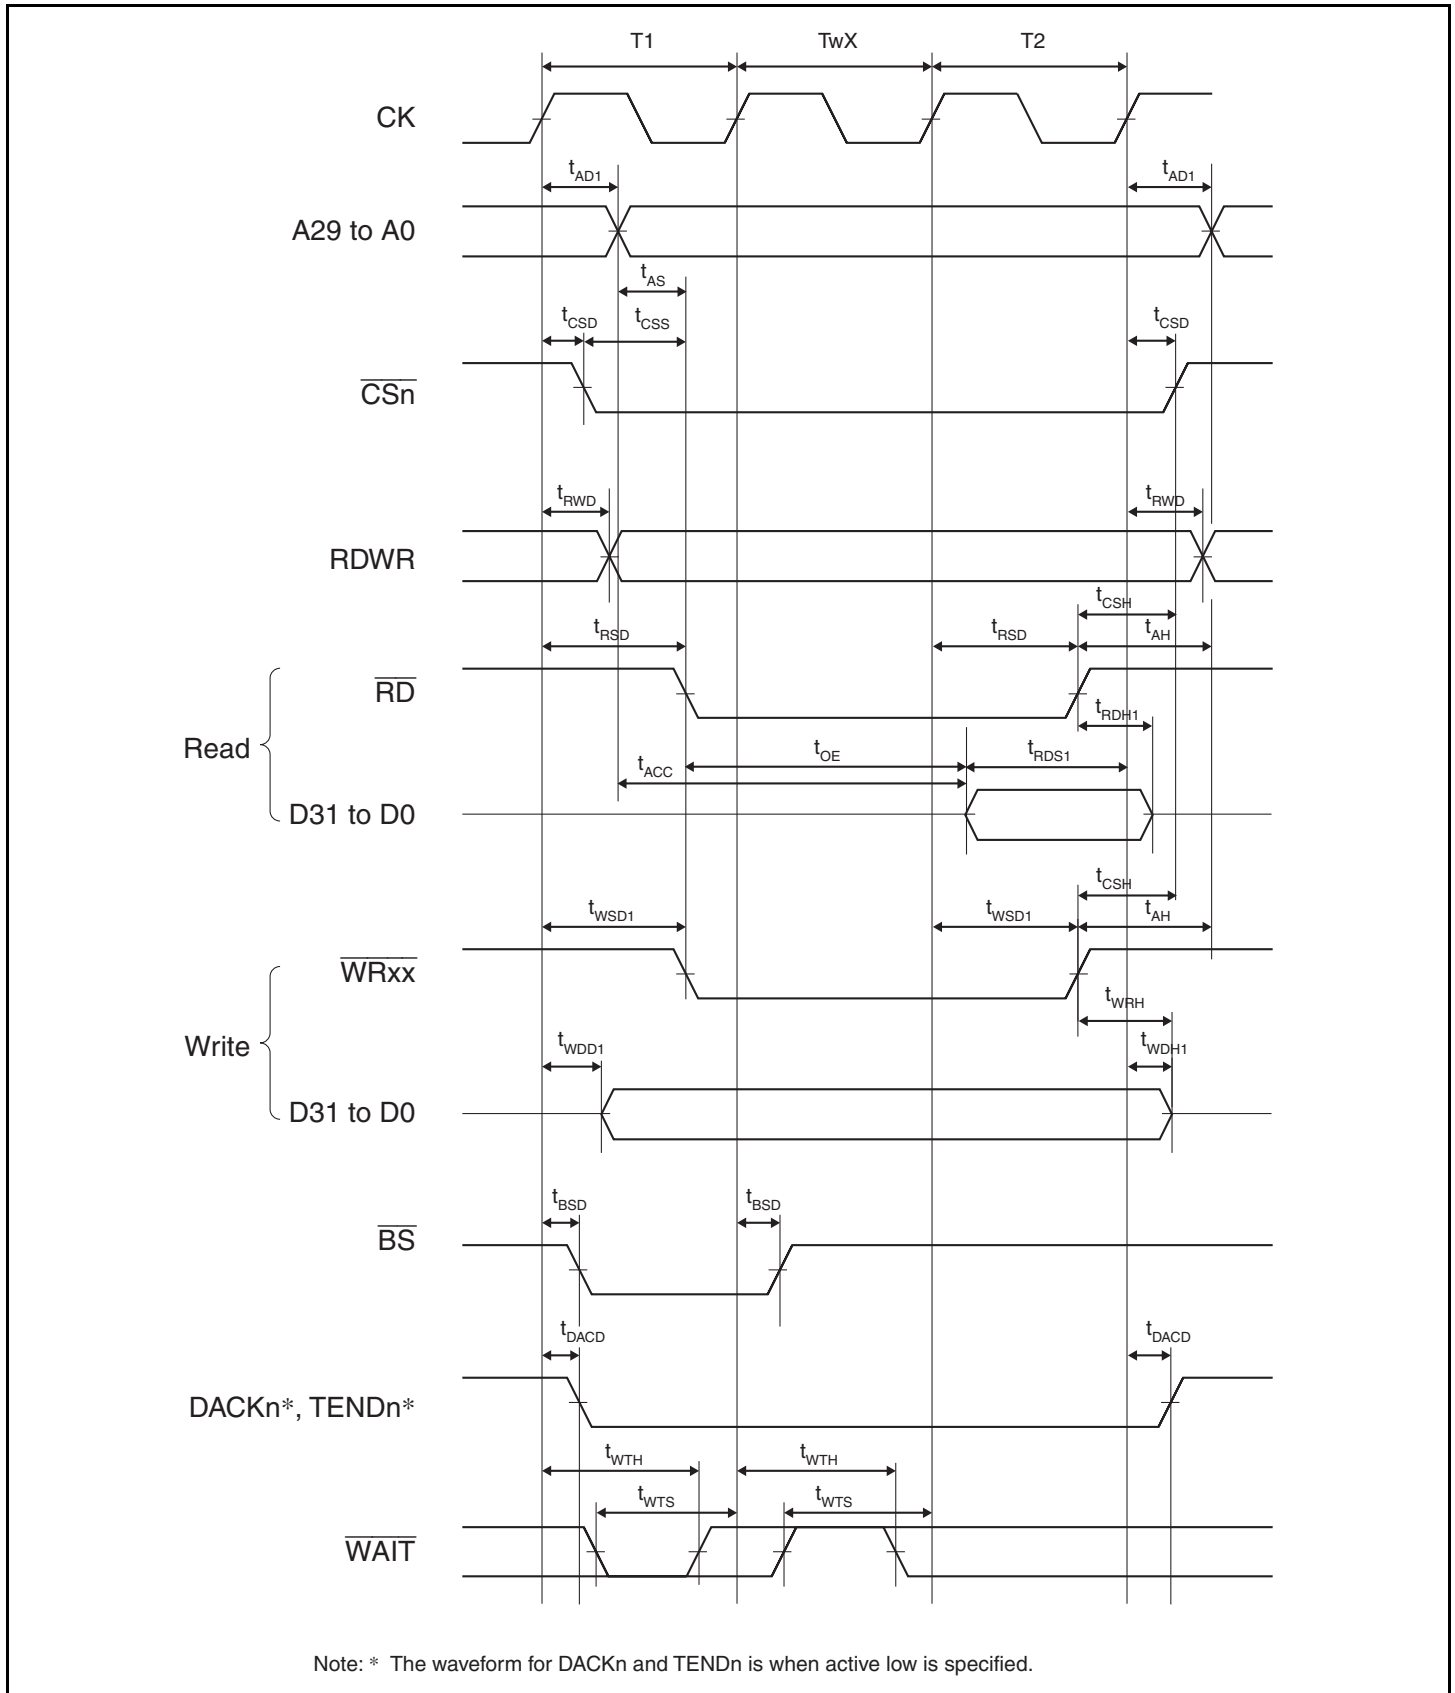 T1 TwX T2
CK
tAD1 tAD1
A29 to A0
tAS
tCSD tCSS tCSD
CSn
tRWD tRWD
RDWR
tCSH
tRSD tRSD tAH
RD
tRDH1
Read
tOE tRDS1
tACC
D31 to D0
tCSH
tWSD1 tWSD1 tAH
WRxx
tWRH
Write
tWDD1 tWDH1
D31 to D0
tBSD tBSD
BS
tDACD tDACD
DACKn*, TENDn*
tWTH tWTH
tWTS tWTS
WAIT
Note: * The waveform for DACKn and TENDn is when active low is specified.